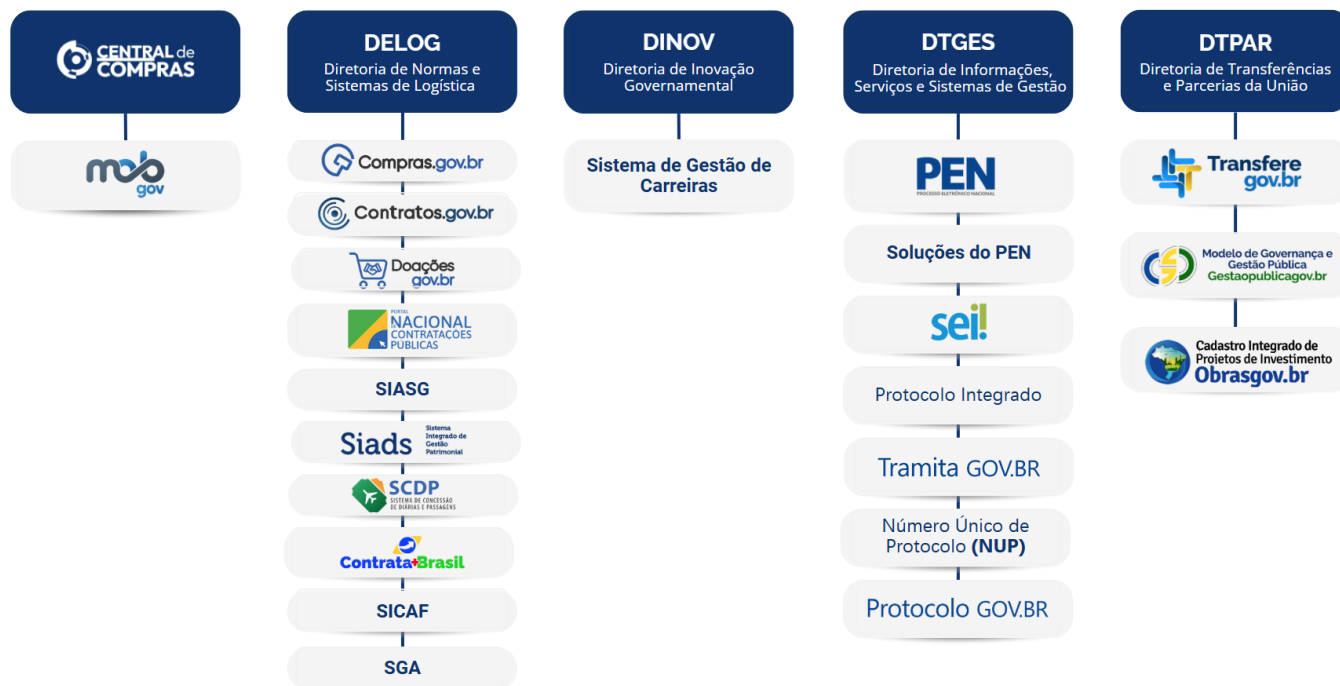 CENTRAL de
COMPRAS
mob
gov
DELOG
Diretoria de Normas e
Sistemas de Logística
Compras.gov.br
Contratos.gov.br
Doações
gov.br
PORTAL
NACIONAL
CONTRATAÇÕES
PÚBLICAS
SIASG
Siads
Sistema
Integrado de
Gestão
Patrimonial
SCDP
SISTEMA DE CONCESSÃO
DE DIÁRIAS E PASSAGENS
Contrata+Brasil
SICAF
SGA
DINOV
Diretoria de Inovação
Governamental
Sistema de Gestão de
Carreiras
DTGES
Diretoria de Informações,
Serviços e Sistemas de Gestão
PEN
PROCESSO ELETRÔNICO NACIONAL
Soluções do PEN
sei!
Protocolo Integrado
Tramita GOV.BR
Número Único de
Protocolo (NUP)
Protocolo GOV.BR
DTPAR
Diretoria de Transferências
e Parcerias da União
Transfere
gov.br
Modelo de Governança e
Gestão Pública
Gestaopublicagov.br
Cadastro Integrado de
Projetos de Investimento
Obrasgov.br